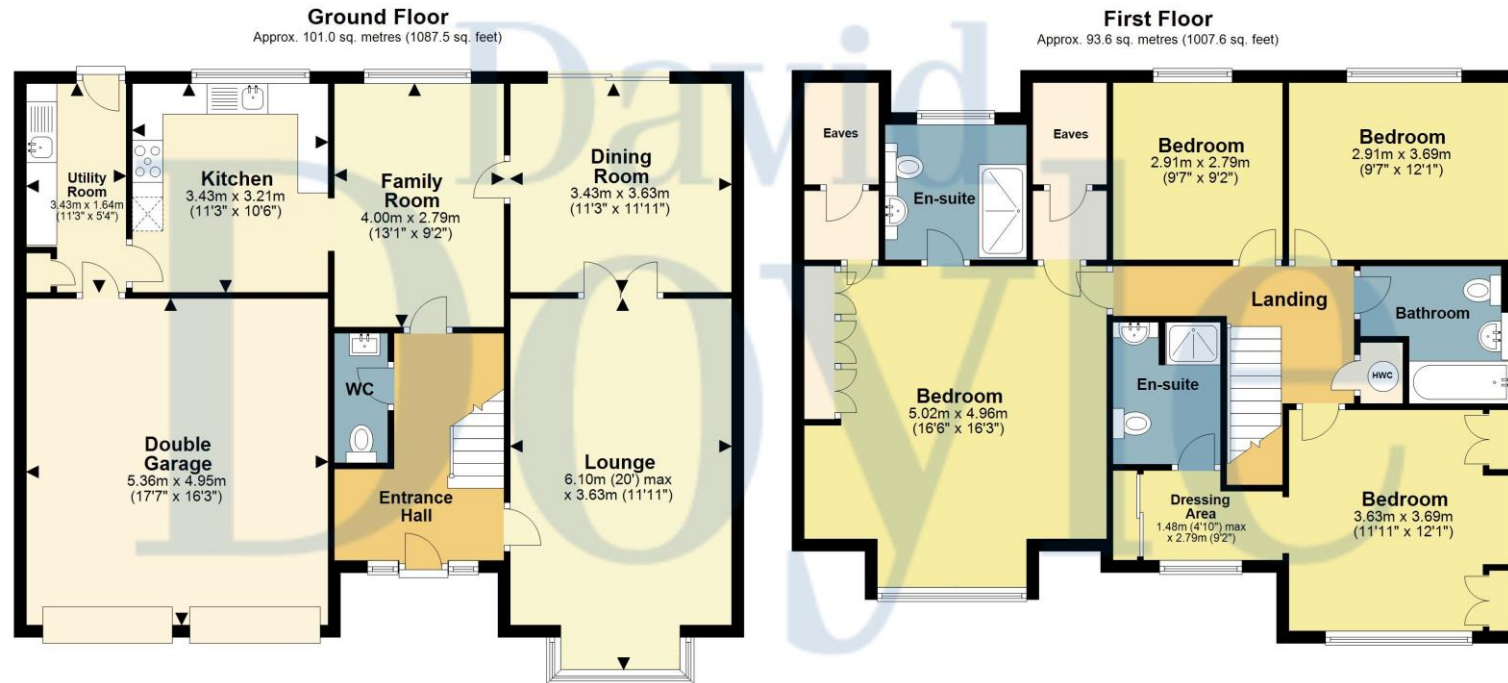 Ground Floor
Approx. 101.0 sq. metres (1087.5 sq. feet)
Utility
Room
3.43m x 1.64m
(11'3" x 5'4")
Kitchen
3.43m x 3.21m
(11'3" x 10'6")
Family
Room
4.00m x 2.79m
(13'1" x 9'2")
Dining
Room
3.43m x 3.63m
(11'3" x 11'11")
WC
Double
Garage
5.36m x 4.95m
(17'7" x 16'3")
Entrance
Hall
Lounge
6.10m (20') max
x 3.63m (11'11")
First Floor
Approx. 93.6 sq. metres (1007.6 sq. feet)
Eaves
En-suite
Eaves
Bedroom
2.91m x 2.79m
(9'7" x 9'2")
Bedroom
2.91m x 3.69m
(9'7" x 12'1")
Landing
Bathroom
HWC
Bedroom
5.02m x 4.96m
(16'6" x 16'3")
En-suite
Dressing
Area
1.48m (4'10") max
x 2.79m (9'2")
Bedroom
3.63m x 3.69m
(11'11" x 12'1")
David
Doyle